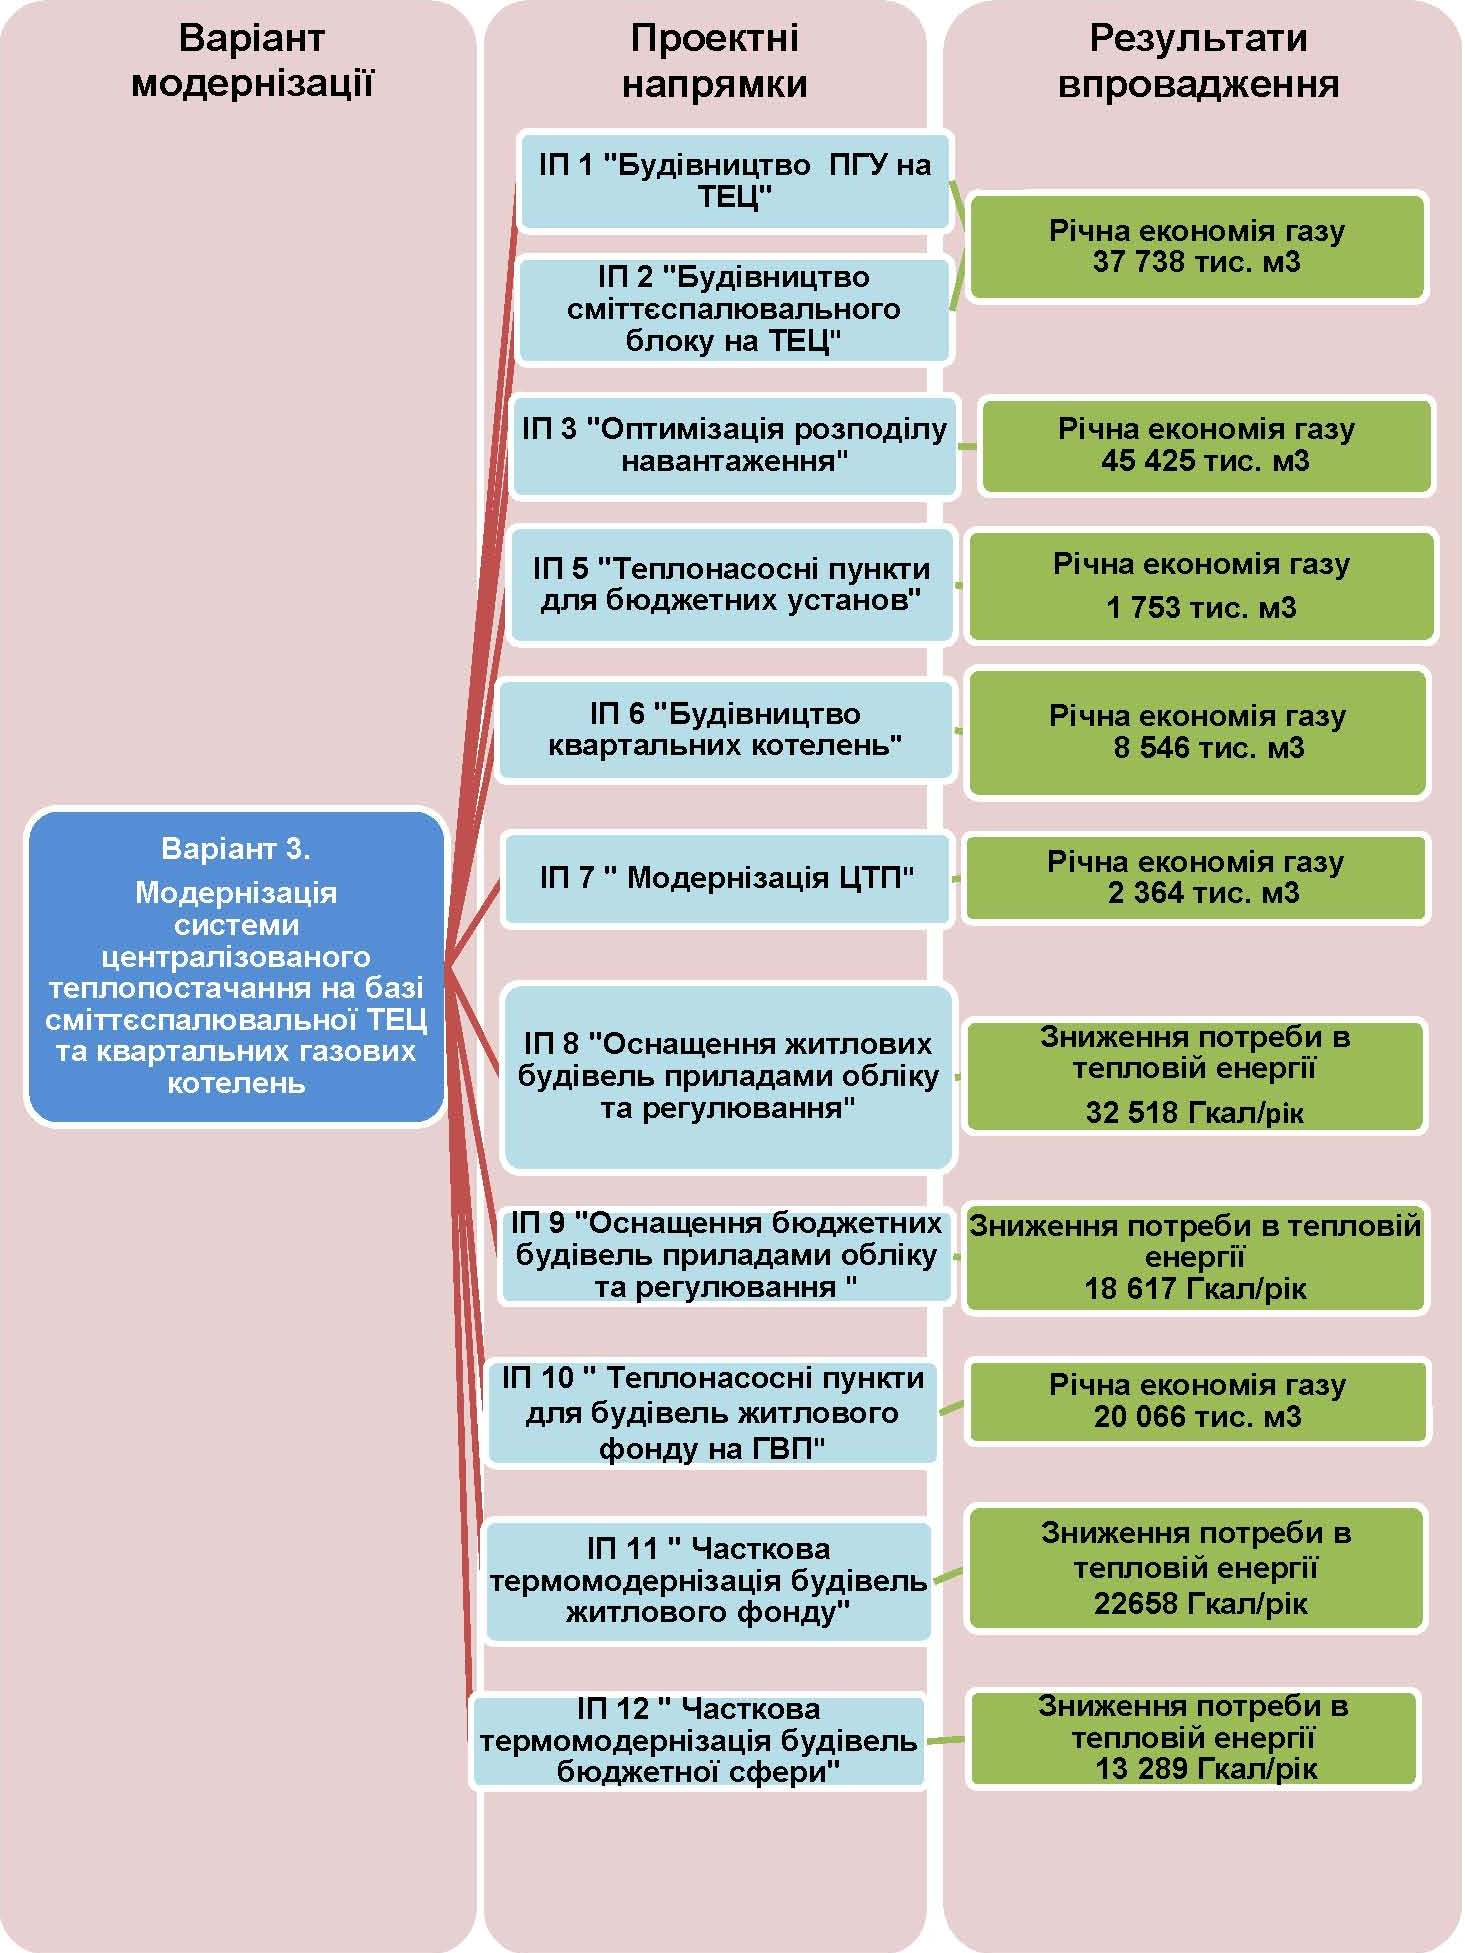 Варіант
модернізації
Проектні
напрямки
Результати
впровадження
Варіант 3.
Модернізація
системи
централізованого
теплопостачання на базі
сміттєспалювальної ТЕЦ
та квартальних газових
котелень
ІП 1 "Будівництво  ПГУ на
ТЕЦ"
ІП 2 "Будівництво
сміттєспалювального
блоку на ТЕЦ"
Річна економія газу
37 738 тис. м3
ІП 3 "Оптимізація розподілу
навантаження"
Річна економія газу
45 425 тис. м3
ІП 5 "Теплонасосні пункти
для бюджетних установ"
Річна економія газу
1 753 тис. м3
ІП 6 "Будівництво
квартальних котелень"
Річна економія газу
8 546 тис. м3
ІП 7 " Модернізація ЦТП"
Річна економія газу
2 364 тис. м3
ІП 8 "Оснащення житлових
будівель приладами обліку
та регулювання"
Зниження потреби в
тепловій енергії
32 518 Гкал/рік
ІП 9 "Оснащення бюджетних
будівель приладами обліку
та регулювання "
Зниження потреби в тепловій
енергії
18 617 Гкал/рік
ІП 10 " Теплонасосні пункти
для будівель житлового
фонду на ГВП"
Річна економія газу
20 066 тис. м3
ІП 11 " Часткова
термомодернізація будівель
житлового фонду"
Зниження потреби в
тепловій енергії
22658 Гкал/рік
ІП 12 " Часткова
термомодернізація будівель
бюджетної сфери"
Зниження потреби в
тепловій енергії
13 289 Гкал/рік